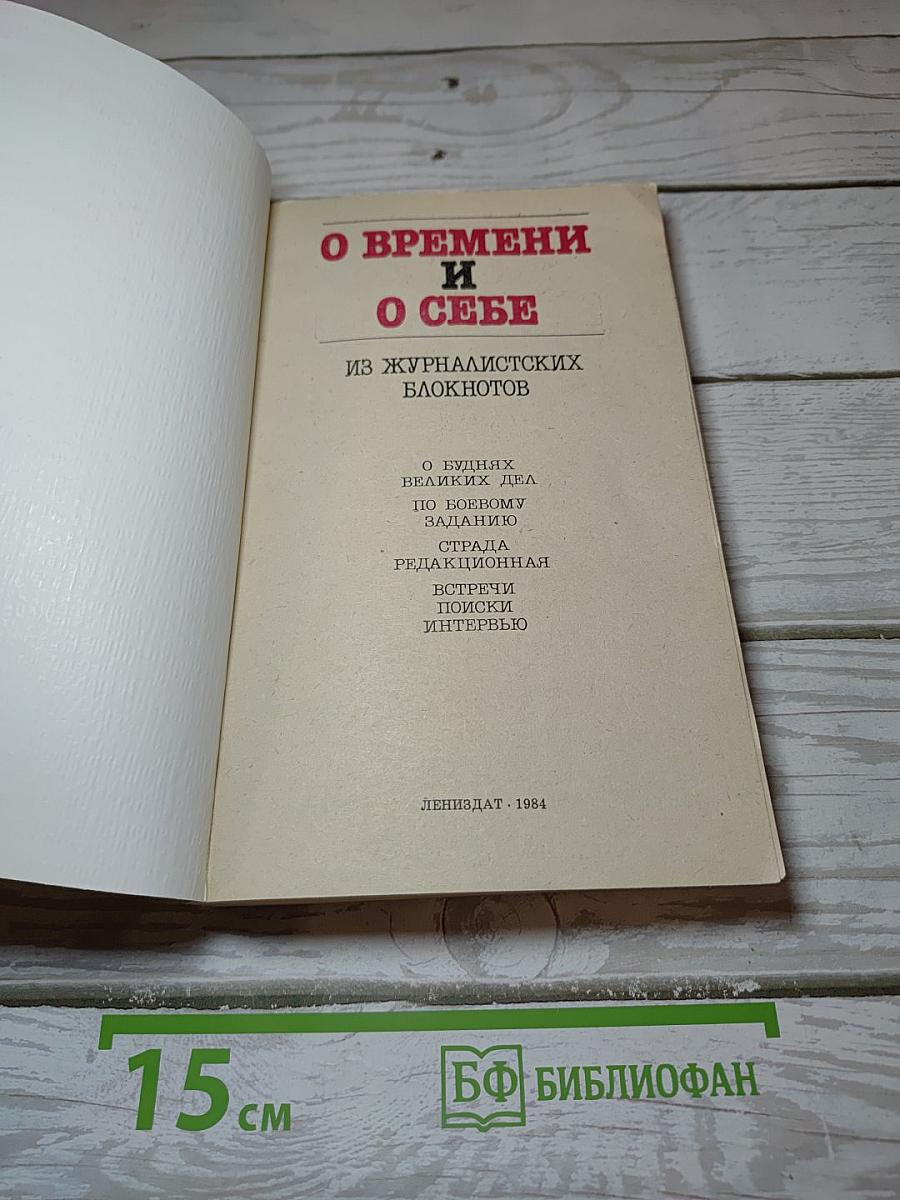 О ВРЕМЕНИ
И
О СЕБЕ
ИЗ ЖУРНАЛИСТСКИХ
БЛОКНОТОВ
О БУДНЯХ
ВЕЛИКИХ ДЕЛ
ПО БОЕВОМУ
ЗАДАНИЮ
СТРАДА
РЕДАКЦИОННАЯ
ВСТРЕЧИ
ПОИСКИ
ИНТЕРВЬЮ
ЛЕНИЗДАТ · 1984
15 см
БФ БИБЛИОФАН